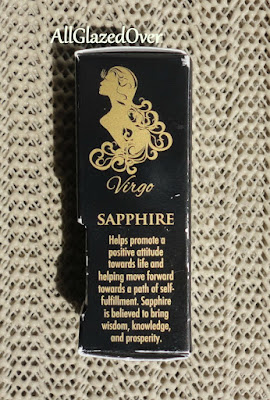 AllGlazedOver
Virgo
SAPPHIRE
Helps promote a
positive attitude
towards life and
helping move forward
towards a path of self-
fulfillment. Sapphire
is believed to bring
wisdom, knowledge,
and prosperity.